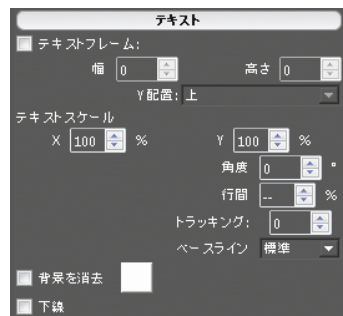 テキスト
テキストフレーム:
幅 0 高さ 0
Y配置: 上
テキストスケール
X 100 % Y 100 %
角度 0 °
行間 -- %
トラッキング: 0
ベースライン 標準
背景を消去
下線